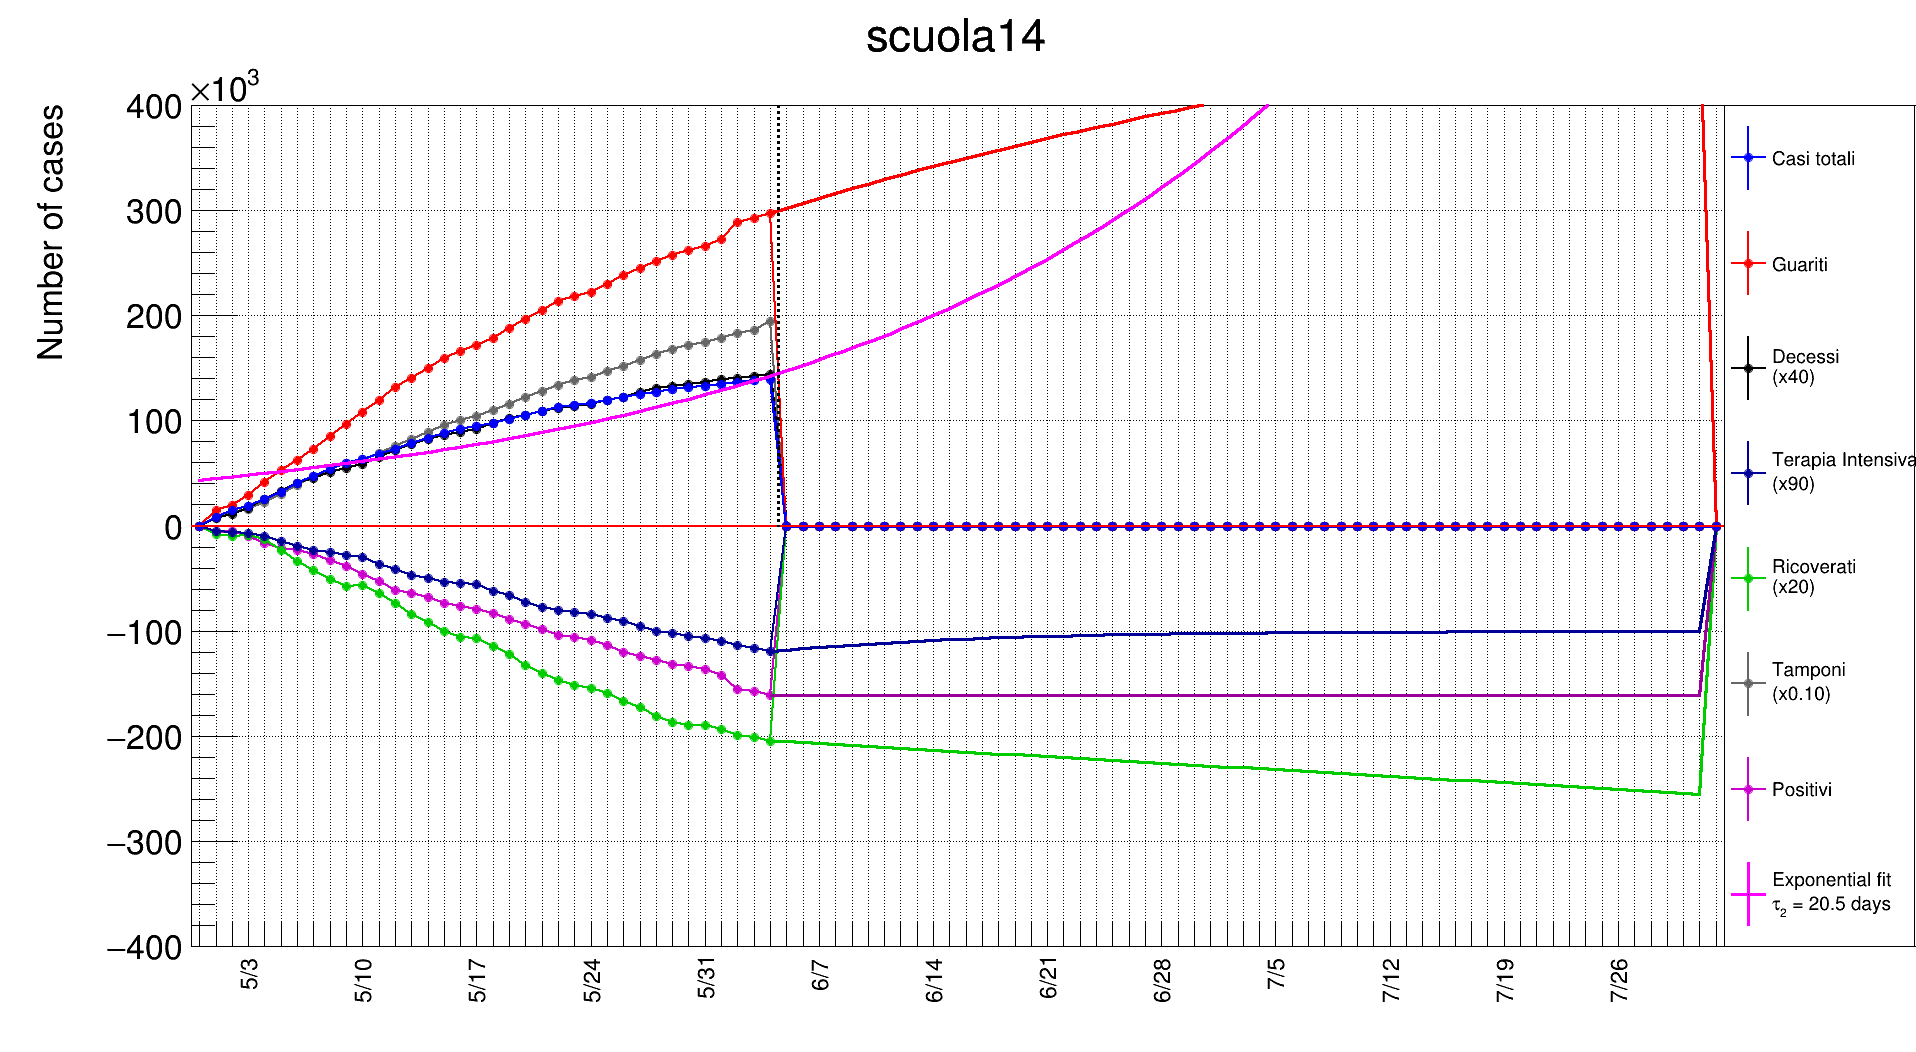 scuola14
×10³
Number of cases
400
300
200
100
0
−100
−200
−300
−400
5/3
5/10
5/17
5/24
5/31
6/7
6/14
6/21
6/28
7/5
7/12
7/19
7/26
Casi totali
Guariti
Decessi
(x40)
Terapia Intensiva
(x90)
Ricoverati
(x20)
Tamponi
(x0.10)
Positivi
Exponential fit
τ₂ = 20.5 days